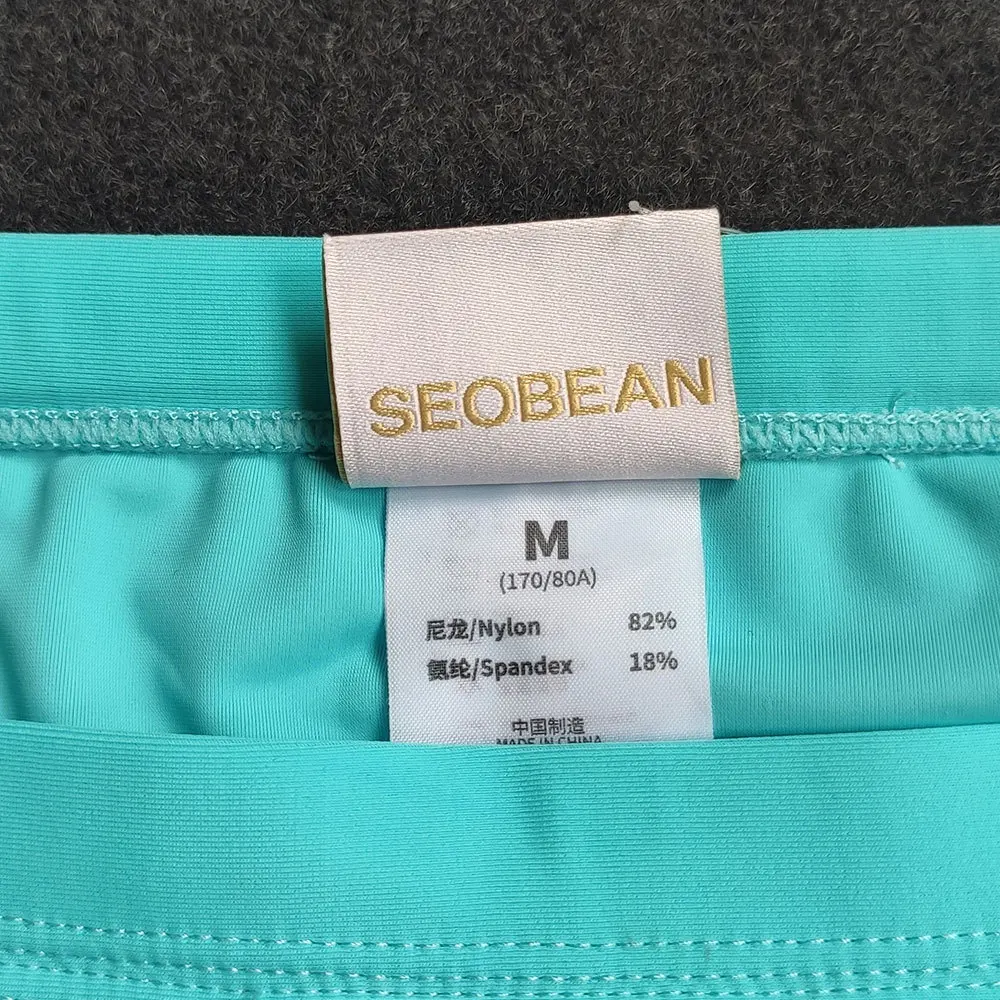 SEOBEAN
M
(170/80A)
尼龙/Nylon 82%
氨纶/Spandex 18%
中国制造
MADE IN CHINA